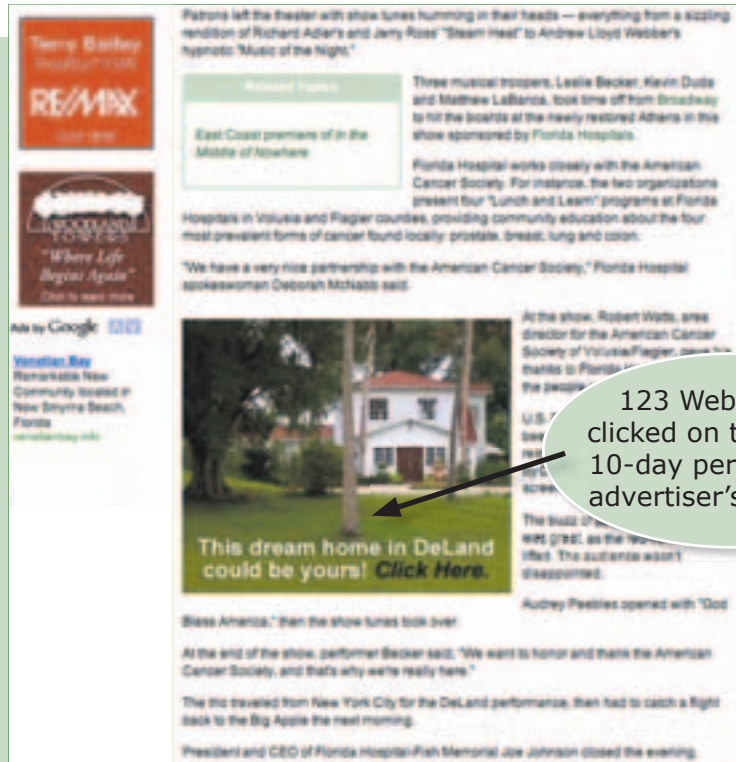 Patrons left the theater with show tunes humming in their heads — everything from a sizzling
rendition of Richard Adler's and Jerry Ross' "Steam Heat" to Andrew Lloyd Webber's
hypnotic "Music of the Night."
Terry Bailey
RE/MAX
Related Topics
East Coast premiere of In the
Middle of Nowhere
Three musical troopers, Leslie Becker, Kevin Duda
and Matthew LaBanca, took time off from Broadway
to hit the boards at the newly restored Athens in this
show sponsored by Florida Hospitals.
Florida Hospital works closely with the American
Cancer Society. For instance, the two organizations
present four "Lunch and Learn" programs at Florida
Hospitals in Volusia and Flagler counties, providing community education about the four
most prevalent forms of cancer found locally: prostate, breast, lung and colon.
"We have a very nice partnership with the American Cancer Society," Florida Hospital
spokeswoman Deborah McNabb said.
WOODLAND
TOWERS
"Where Life
Begins Again"
Click to learn more
Ads by Google
Venetian Bay
Remarkable New
Community located in
New Smyrna Beach,
Florida
venetianbay.info
At the show, Robert Watts, area
director for the American Cancer
Society of Volusia/Flagler, gave his
thanks to Florida
the people
U.S.
The buzz
was great, as the
lifted. The audience wasn't
disappointed.
Audrey Peebles opened with "God
This dream home in DeLand
could be yours! Click Here.
123 Web
clicked on t
10-day per
advertiser's
Bless America," then the show tunes took over.
At the end of the show, performer Becker said, "We want to honor and thank the American
Cancer Society, and that's why we're really here."
The trio traveled from New York City for the DeLand performance, then had to catch a flight
back to the Big Apple the next morning.
President and CEO of Florida Hospital-Fish Memorial Joe Johnson closed the evening.